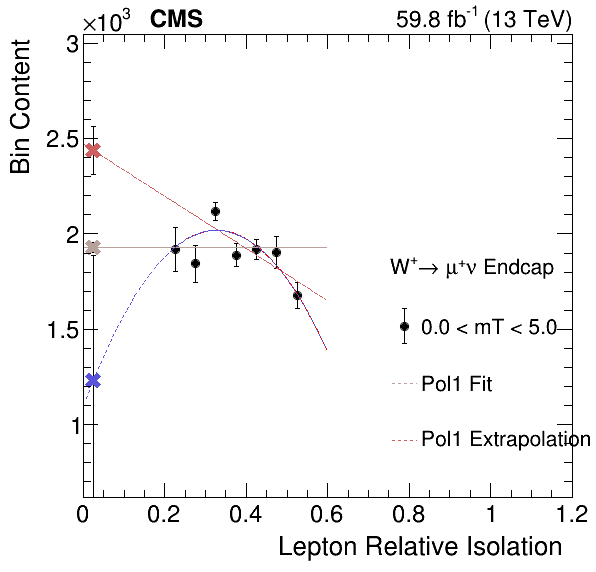 ×10³ CMS 59.8 fb⁻¹ (13 TeV)
Bin Content
3
2.5
2
1.5
1
W⁺→ μ⁺ν Endcap
0.0 < mT < 5.0
Pol1 Fit
Pol1 Extrapolation
0 0.2 0.4 0.6 0.8 1 1.2
Lepton Relative Isolation